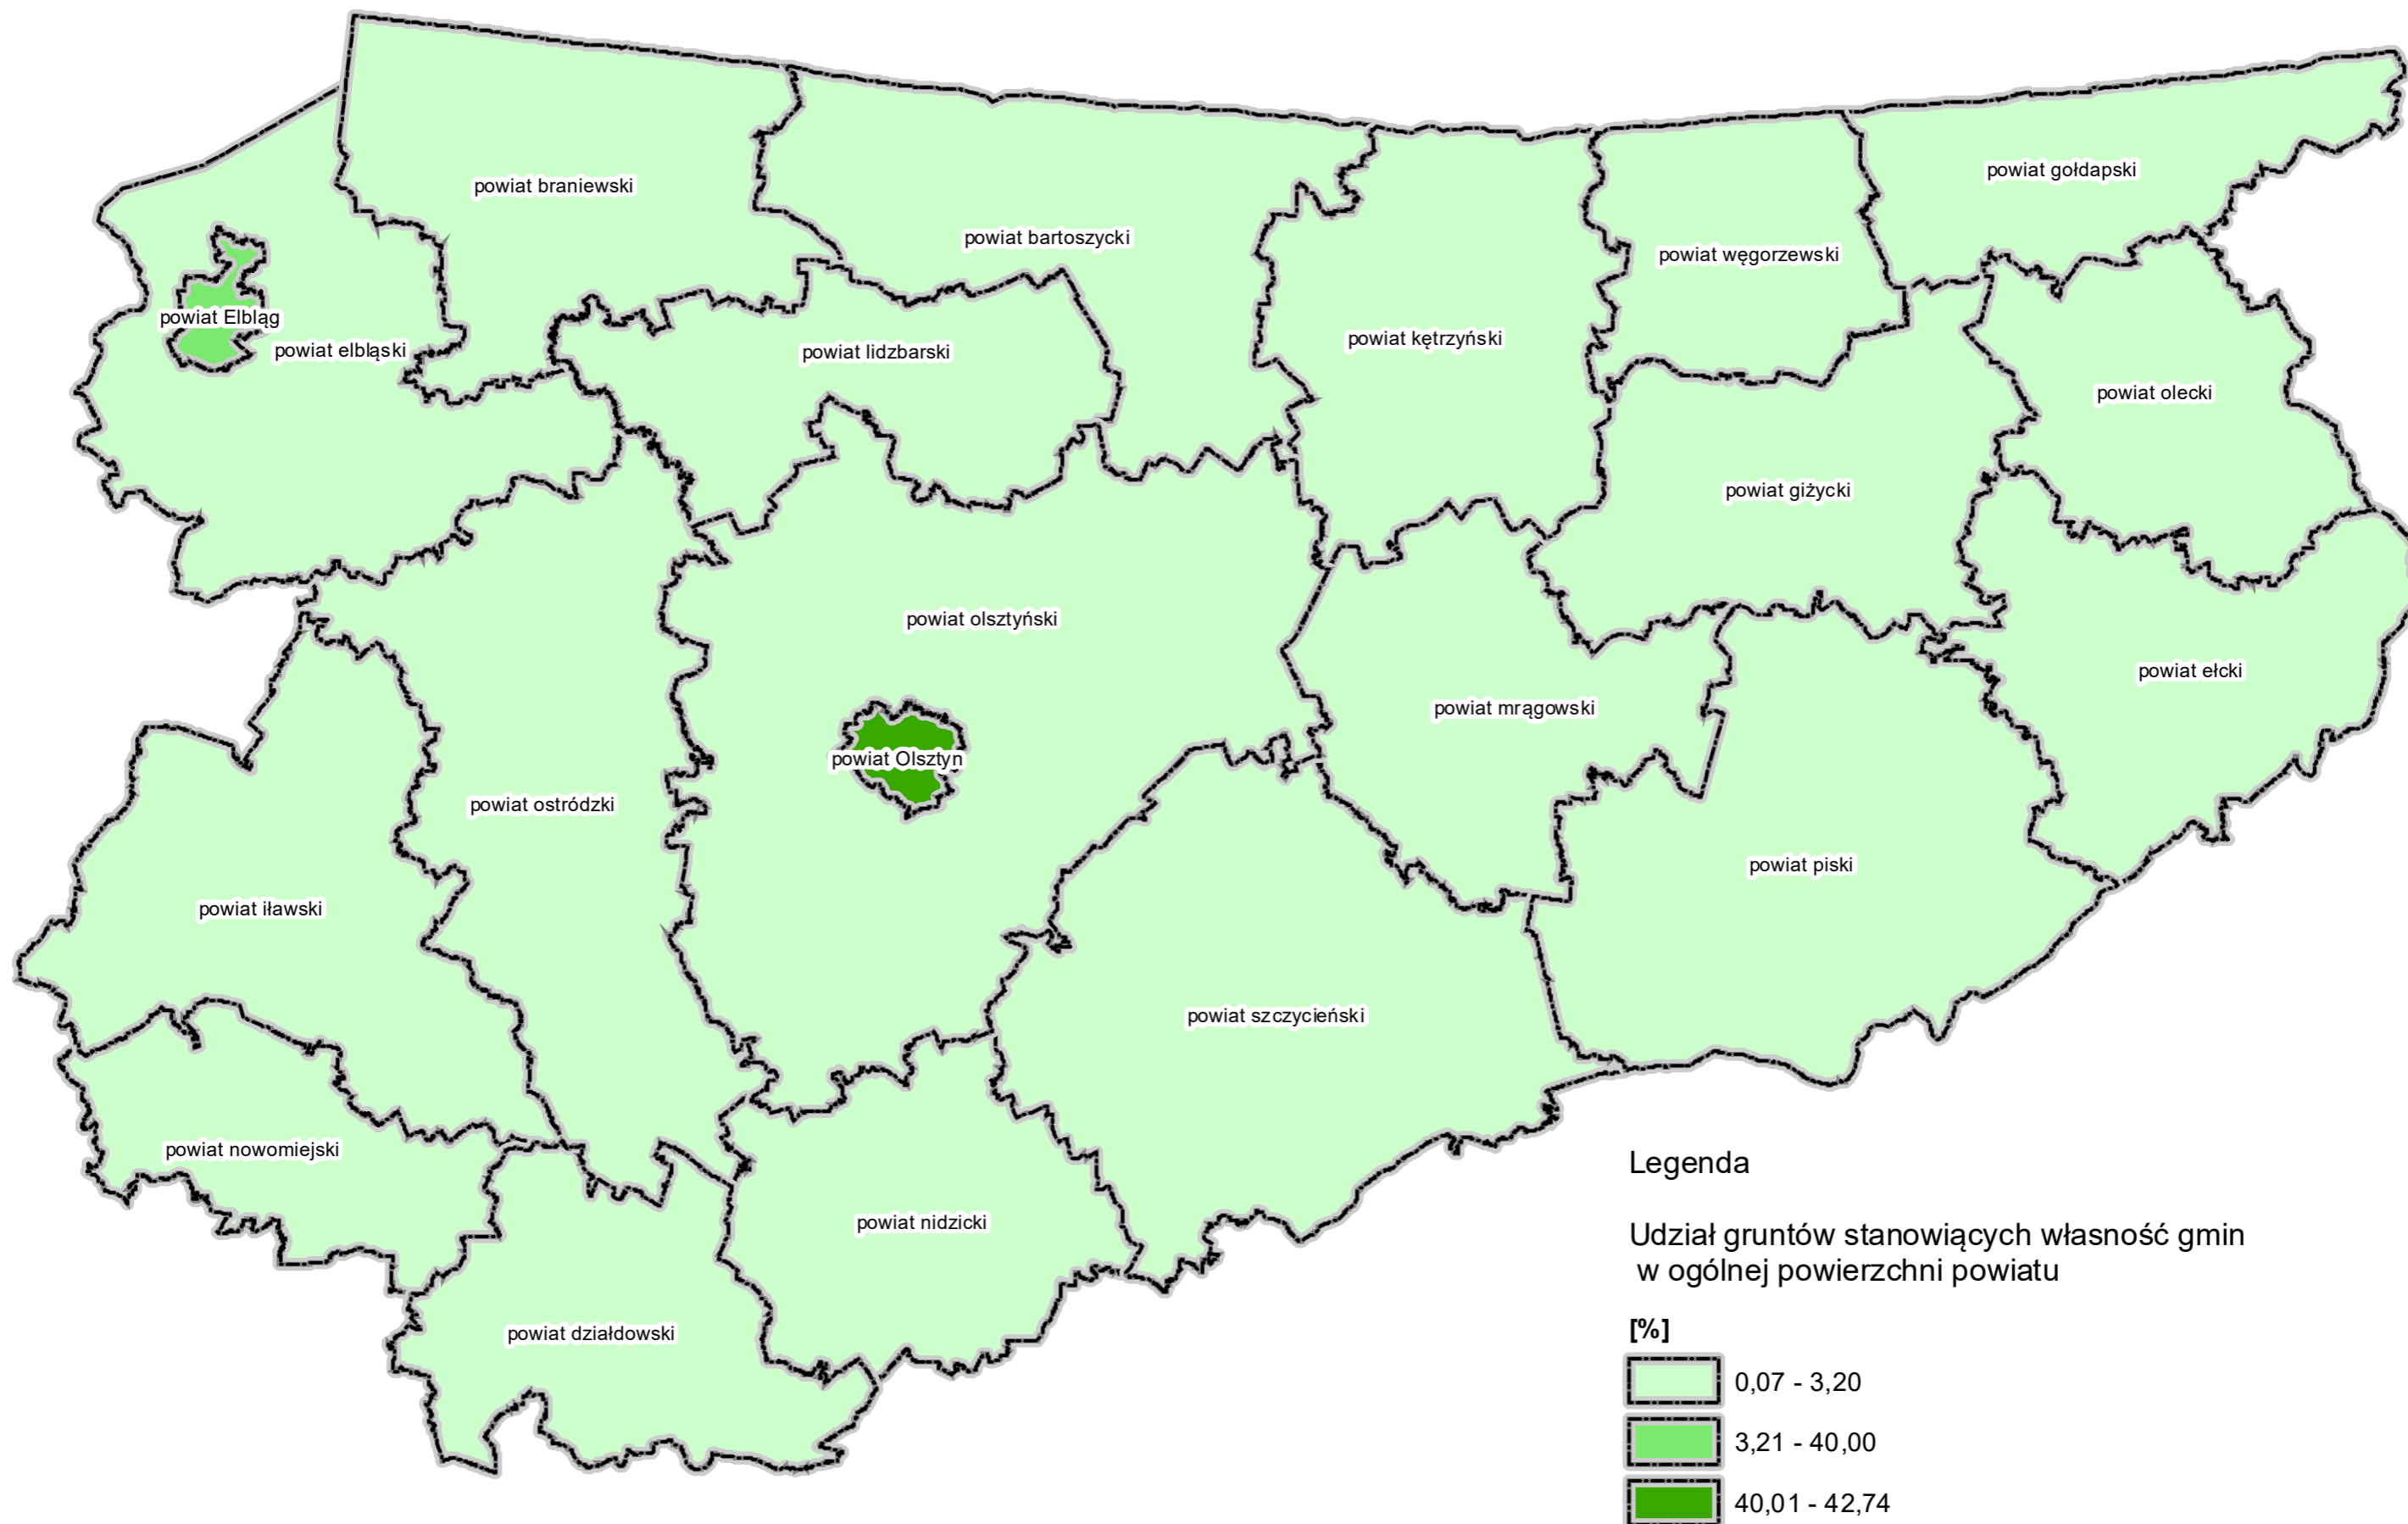 powiat gołdapski
powiat braniewski
powiat bartoszycki
powiat węgorzewski
powiat Elbląg
powiat kętrzyński
powiat elbląski
powiat lidzbarski
powiat olecki
powiat giżycki
powiat olsztyński
powiat ełcki
powiat mrągowski
powiat Olsztyn
powiat ostródzki
powiat piski
powiat iławski
powiat szczycieński
powiat nowomiejski
powiat nidzicki
powiat działdowski
Legenda
Udział gruntów stanowiących własność gmin
w ogólnej powierzchni powiatu
[%]
0,07 - 3,20
3,21 - 40,00
40,01 - 42,74